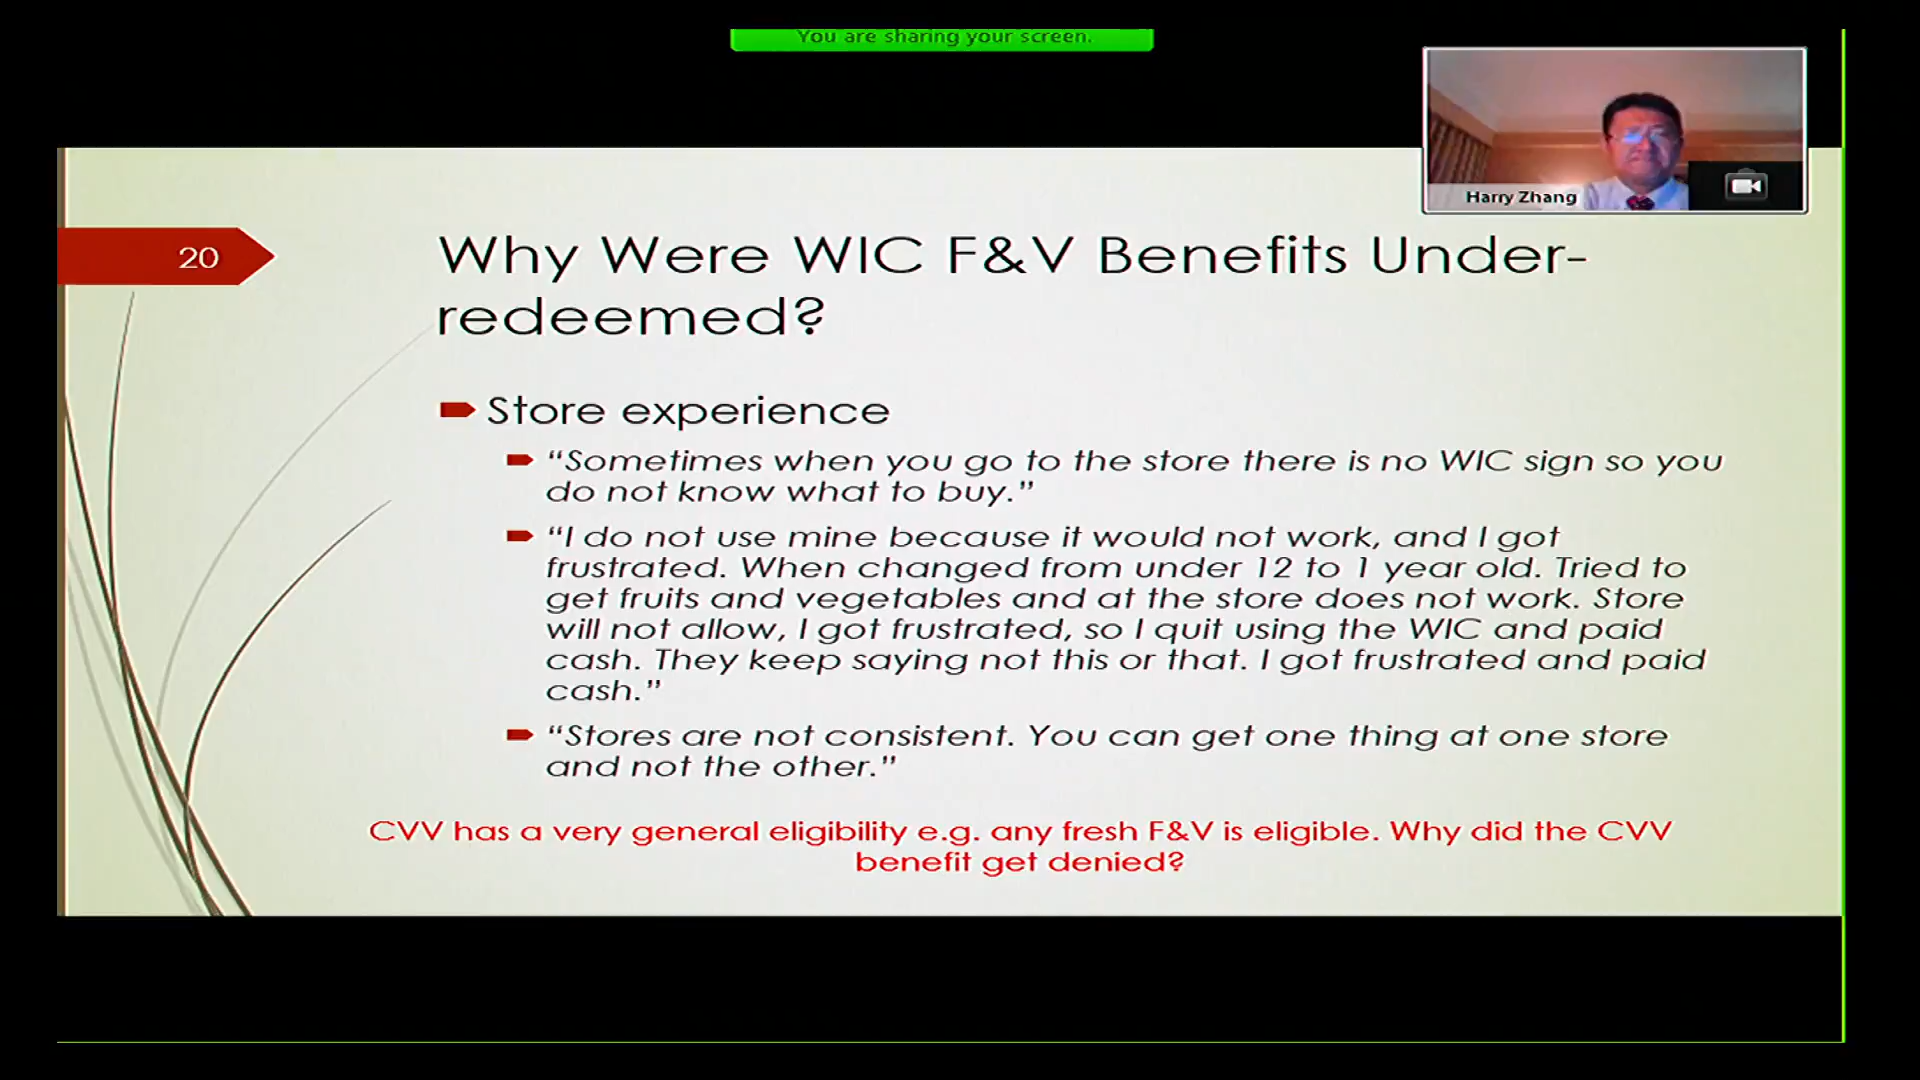 You are sharing your screen.
Harry Zhang
20
Why Were WIC F&V Benefits Under-
redeemed?
Store experience
“Sometimes when you go to the store there is no WIC sign so you
do not know what to buy.”
“I do not use mine because it would not work, and I got
frustrated. When changed from under 12 to 1 year old. Tried to
get fruits and vegetables and at the store does not work. Store
will not allow, I got frustrated, so I quit using the WIC and paid
cash. They keep saying not this or that. I got frustrated and paid
cash.”
“Stores are not consistent. You can get one thing at one store
and not the other.”
CVV has a very general eligibility e.g. any fresh F&V is eligible. Why did the CVV
benefit get denied?